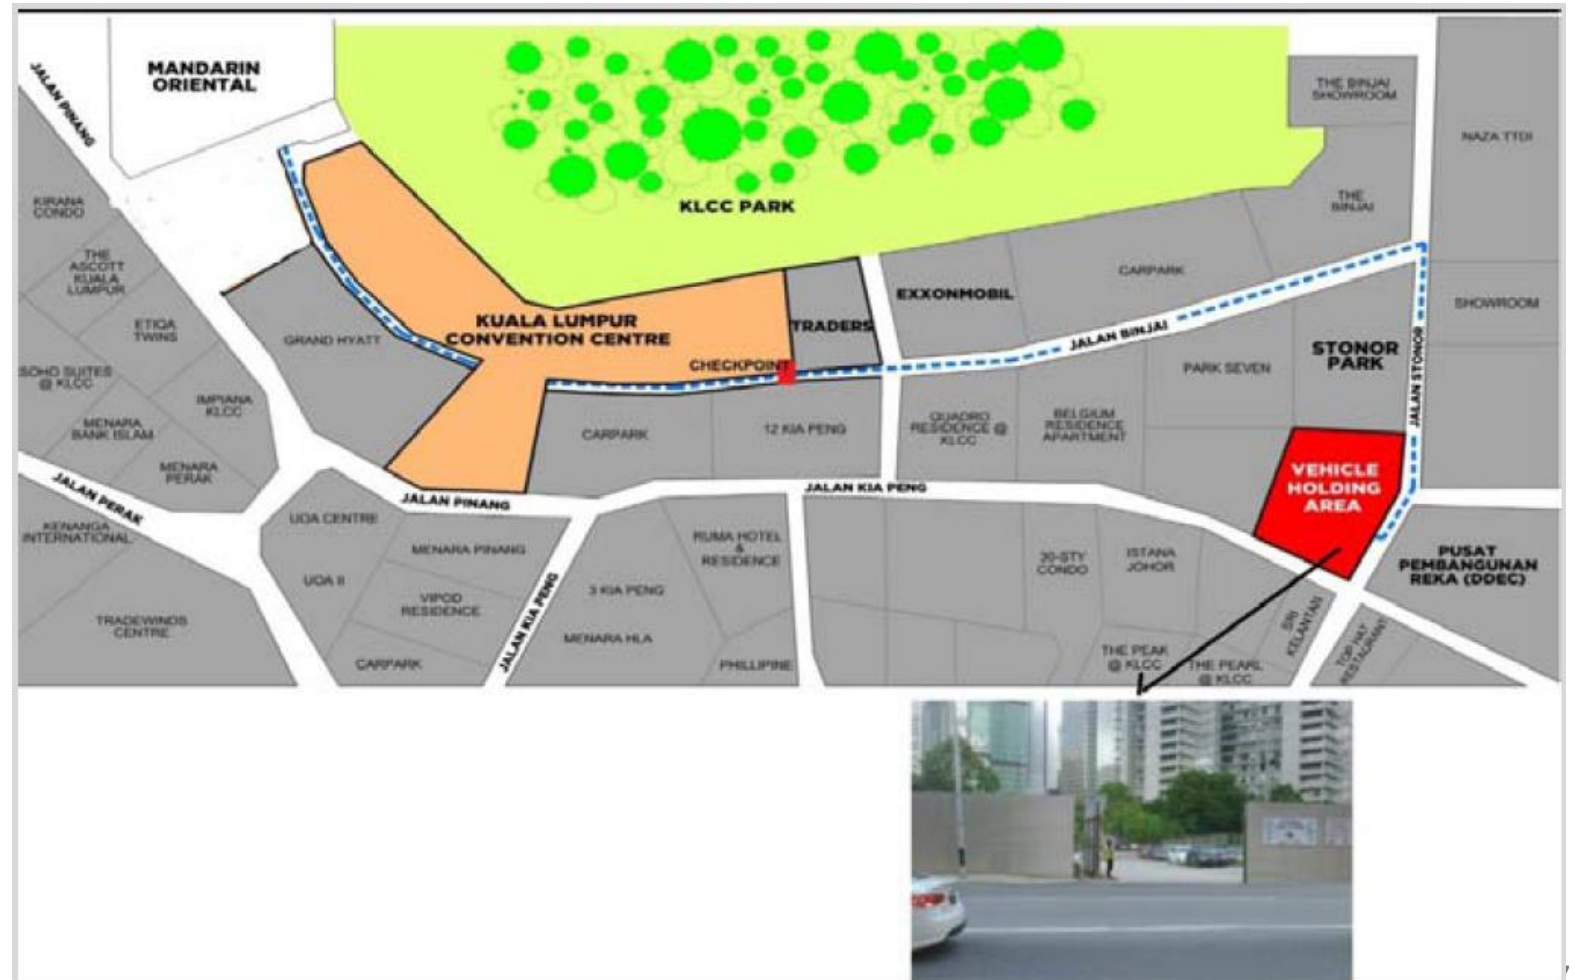 JALAN PINANG
MANDARIN
ORIENTAL
THE BINJAI
SHOWROOM
NAZA TTDI
KIRANA
CONDO
THE
ASCOTT
KUALA
LUMPUR
KLCC PARK
THE
BINJAI
ETIQA
TWINS
GRAND HYATT
KUALA LUMPUR
CONVENTION CENTRE
TRADERS
EXXONMOBIL
CARPARK
SHOWROOM
JALAN BINJAI
SOHO SUITES
@ KLCC
CHECKPOINT
PARK SEVEN
STONOR
PARK
JALAN STONOR
IMPIANA
KLCC
MENARA
BANK ISLAM
CARPARK
12 KIA PENG
QUADRO
RESIDENCE @
KLCC
BELGIUM
RESIDENCE
APARTMENT
MENARA
PERAK
VEHICLE
HOLDING
AREA
JALAN PERAK
JALAN PINANG
JALAN KIA PENG
KENANGA
INTERNATIONAL
UOA CENTRE
MENARA PINANG
RUMA HOTEL
&
RESIDENCE
30-STY
CONDO
ISTANA
JOHOR
PUSAT
PEMBANGUNAN
REKA (DDEC)
UOA II
VIPOD
RESIDENCE
JALAN KIA PENG
3 KIA PENG
SRI
KELANTAN
TRADEWINDS
CENTRE
MENARA HLA
TOP HAT
RESTAURANT
CARPARK
PHILLIPINE
THE PEAK
@ KLCC
THE PEARL
@ KLCC